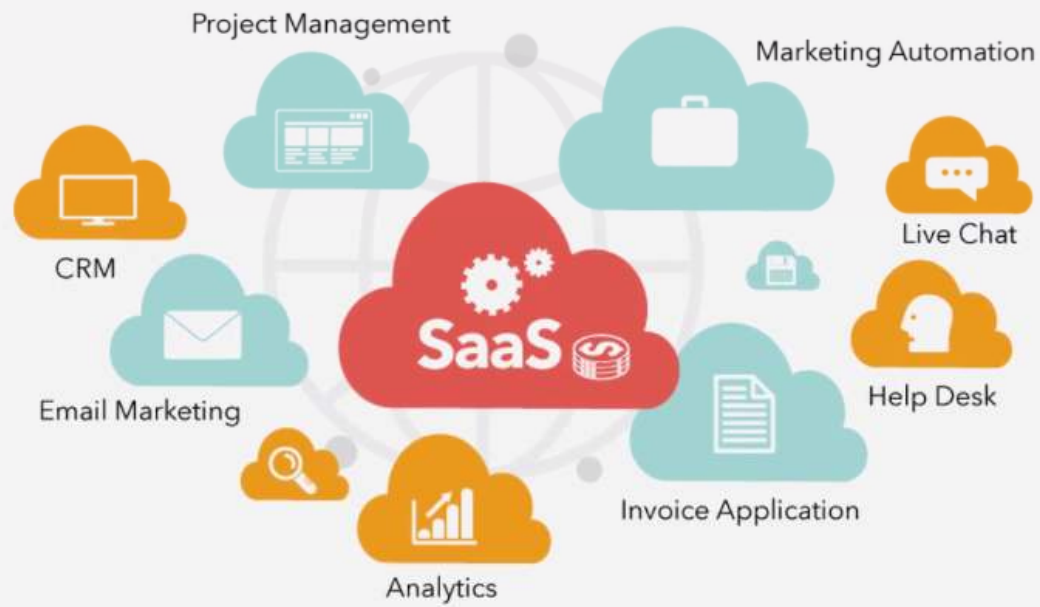 Project Management
Marketing Automation
Live Chat
CRM
SaaS
Help Desk
Email Marketing
Invoice Application
Analytics